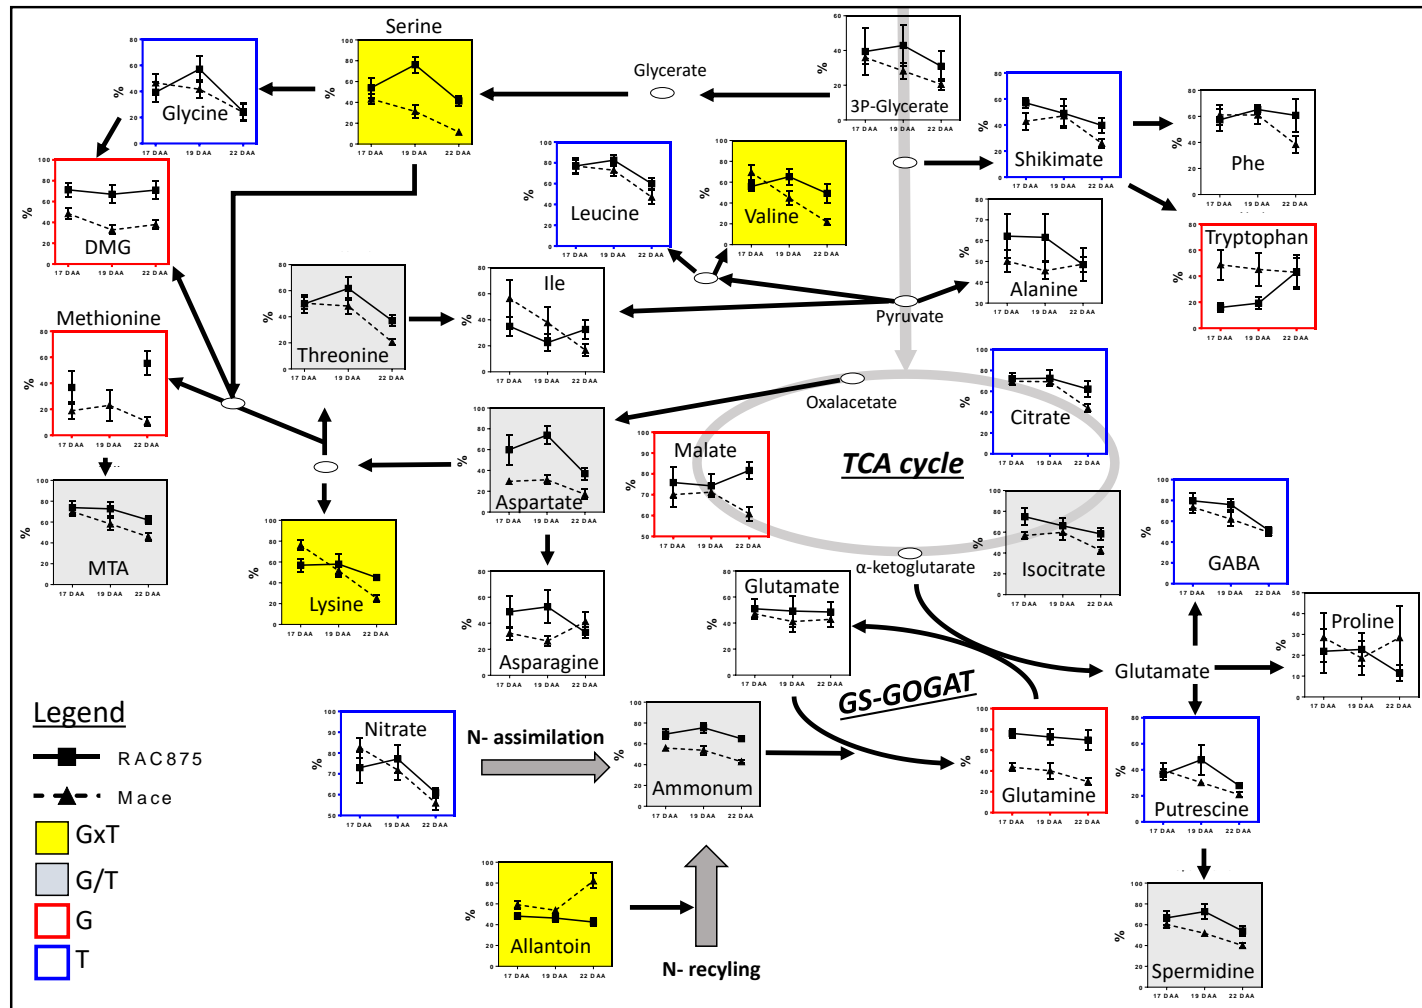 Serine
Glycine
Glycerate
3P-Glycerate
Shikimate
Phe
DMG
Leucine
Valine
Tryptophan
Alanine
Methionine
Threonine
Ile
Pyruvate
Oxalacetate
Citrate
Aspartate
Malate
TCA cycle
MTA
Lysine
Isocitrate
GABA
α-ketoglutarate
Asparagine
Glutamate
Proline
Glutamate
GS-GOGAT
Legend
RAC875
Mace
GxT
G/T
G
T
Nitrate
N- assimilation
Ammonum
Glutamine
Putrescine
Allantoin
N- recyling
Spermidine
%
17 DAA 19 DAA 22 DAA